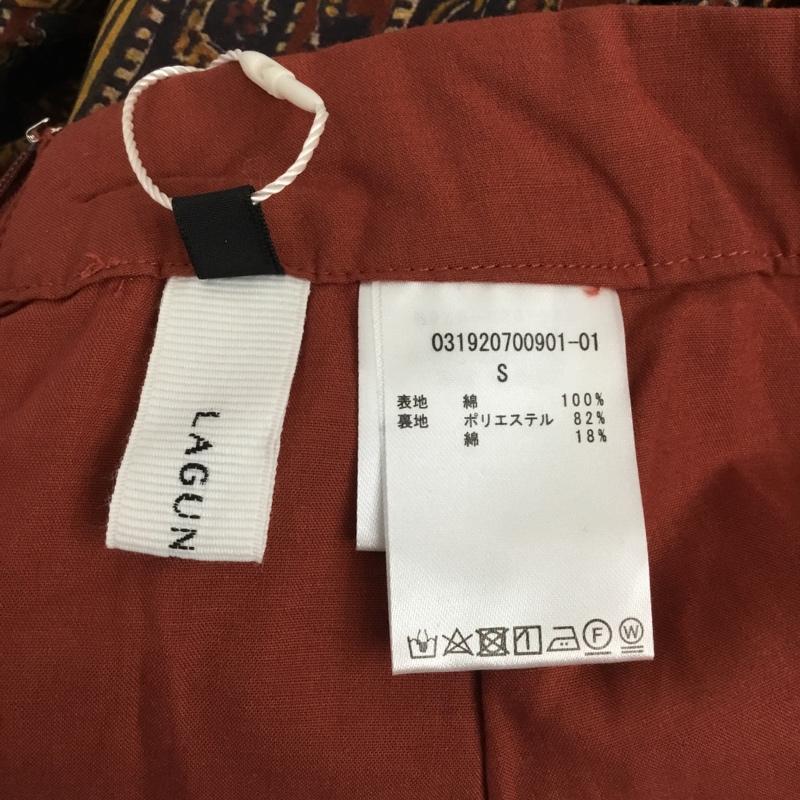 LAGUN
031920700901-01
S
表地 綿 100%
裏地 ポリエステル 82%
綿 18%
F W